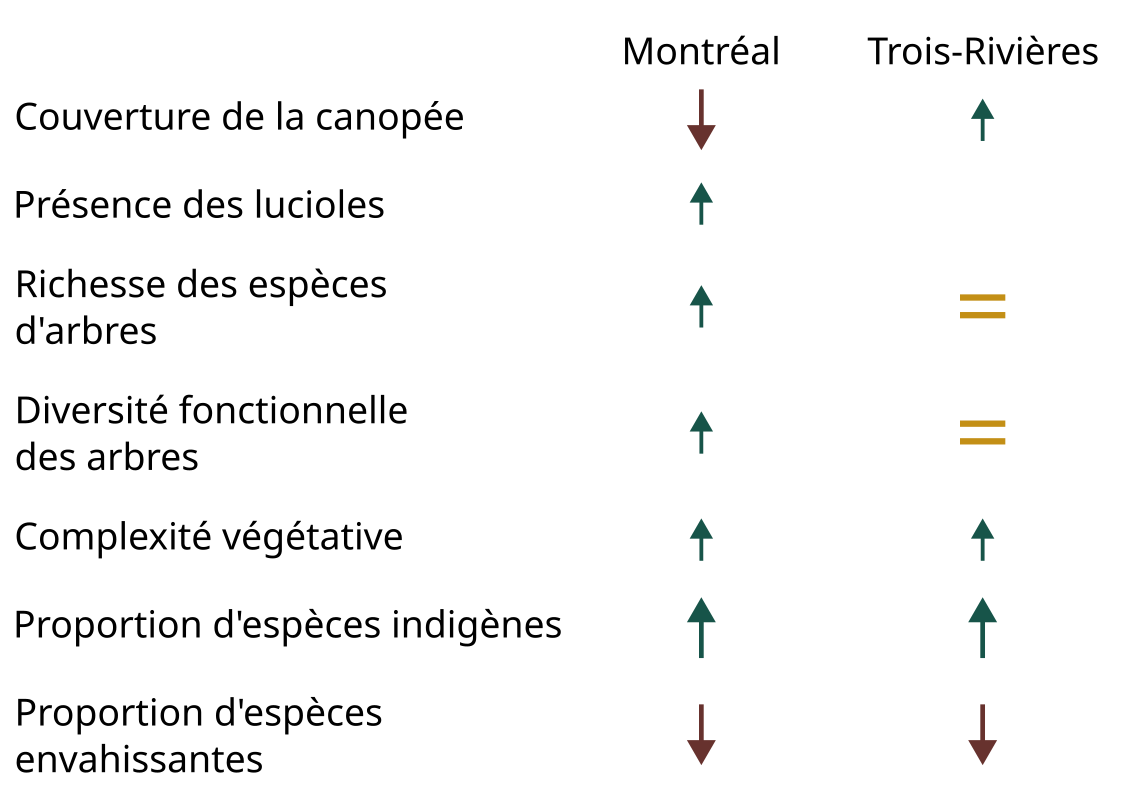 Montréal Trois-Rivières
Couverture de la canopée
Présence des lucioles
Richesse des espèces
d'arbres
Diversité fonctionnelle
des arbres
Complexité végétative
Proportion d'espèces indigènes
Proportion d'espèces
envahissantes